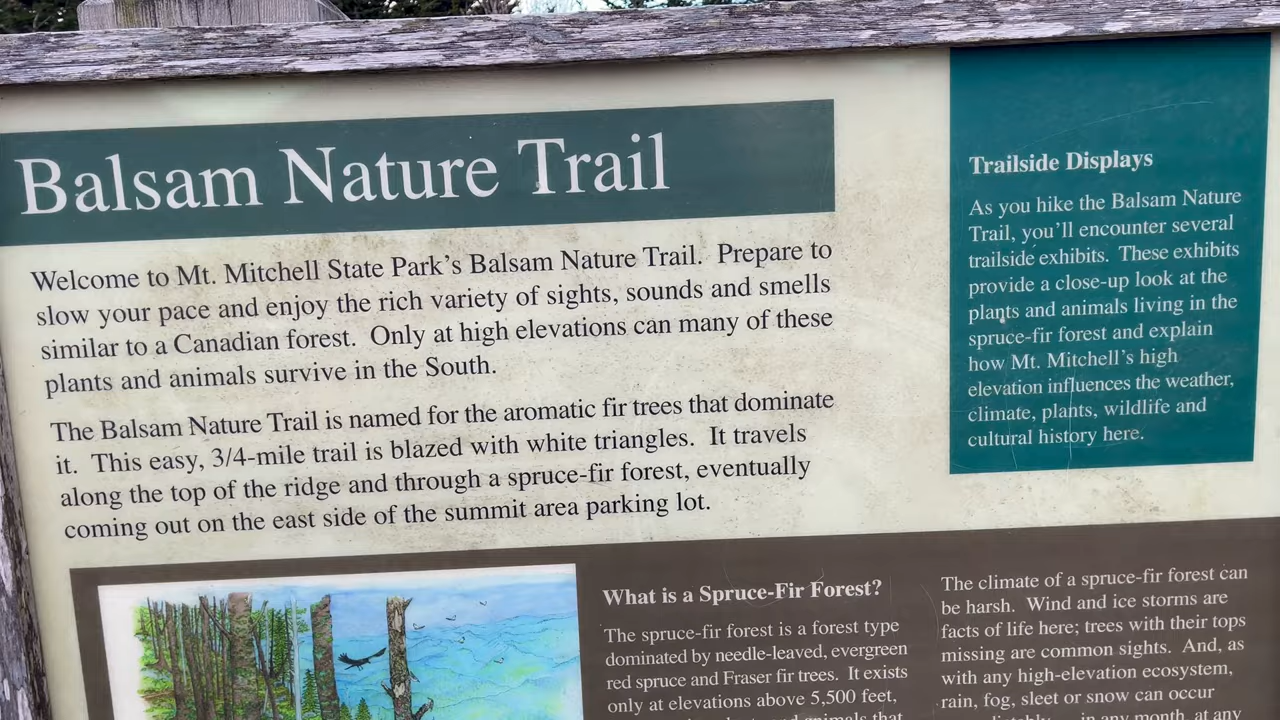 Balsam Nature Trail
Welcome to Mt. Mitchell State Park's Balsam Nature Trail. Prepare to
slow your pace and enjoy the rich variety of sights, sounds and smells
similar to a Canadian forest. Only at high elevations can many of these
plants and animals survive in the South.
The Balsam Nature Trail is named for the aromatic fir trees that dominate
it. This easy, 3/4-mile trail is blazed with white triangles. It travels
along the top of the ridge and through a spruce-fir forest, eventually
coming out on the east side of the summit area parking lot.
Trailside Displays
As you hike the Balsam Nature
Trail, you'll encounter several
trailside exhibits. These exhibits
provide a close-up look at the
plants and animals living in the
spruce-fir forest and explain
how Mt. Mitchell's high
elevation influences the weather,
climate, plants, wildlife and
cultural history here.
What is a Spruce-Fir Forest?
The spruce-fir forest is a forest type
dominated by needle-leaved, evergreen
red spruce and Fraser fir trees. It exists
only at elevations above 5,500 feet,
animals that
The climate of a spruce-fir forest can
be harsh. Wind and ice storms are
facts of life here; trees with their tops
missing are common sights. And, as
with any high-elevation ecosystem,
rain, fog, sleet or snow can occur
in any month, at any